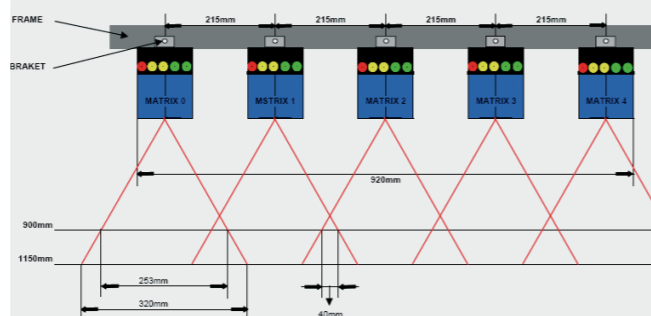 215mm 215mm 215mm 215mm
FRAME
BRAKET
MATRIX 0 MSTRIX 1 MATRIX 2 MATRIX 3 MATRIX 4
920mm
900mm
1150mm
253mm
320mm
40mm